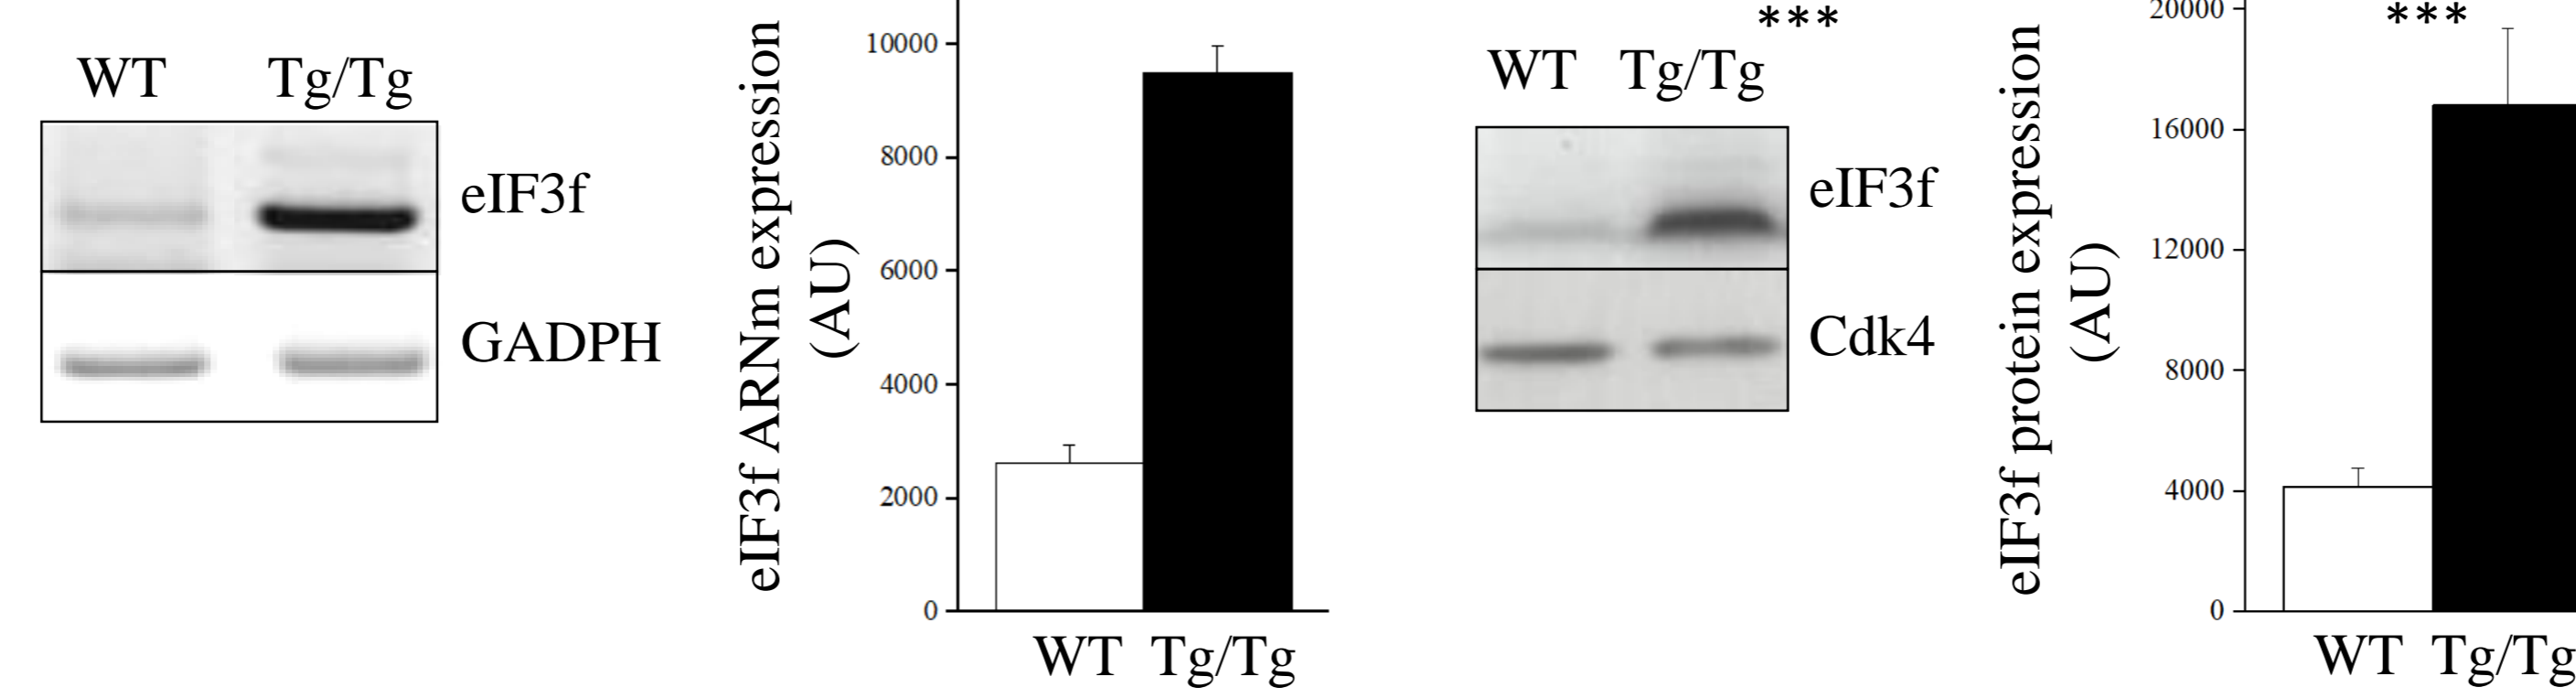 WT Tg/Tg
eIF3f
GADPH
eIF3f ARNm expression
(AU)
10000
8000
6000
4000
2000
0
WT Tg/Tg
***
WT Tg/Tg
eIF3f
Cdk4
eIF3f protein expression
(AU)
***
20000
16000
12000
8000
4000
0
WT Tg/Tg